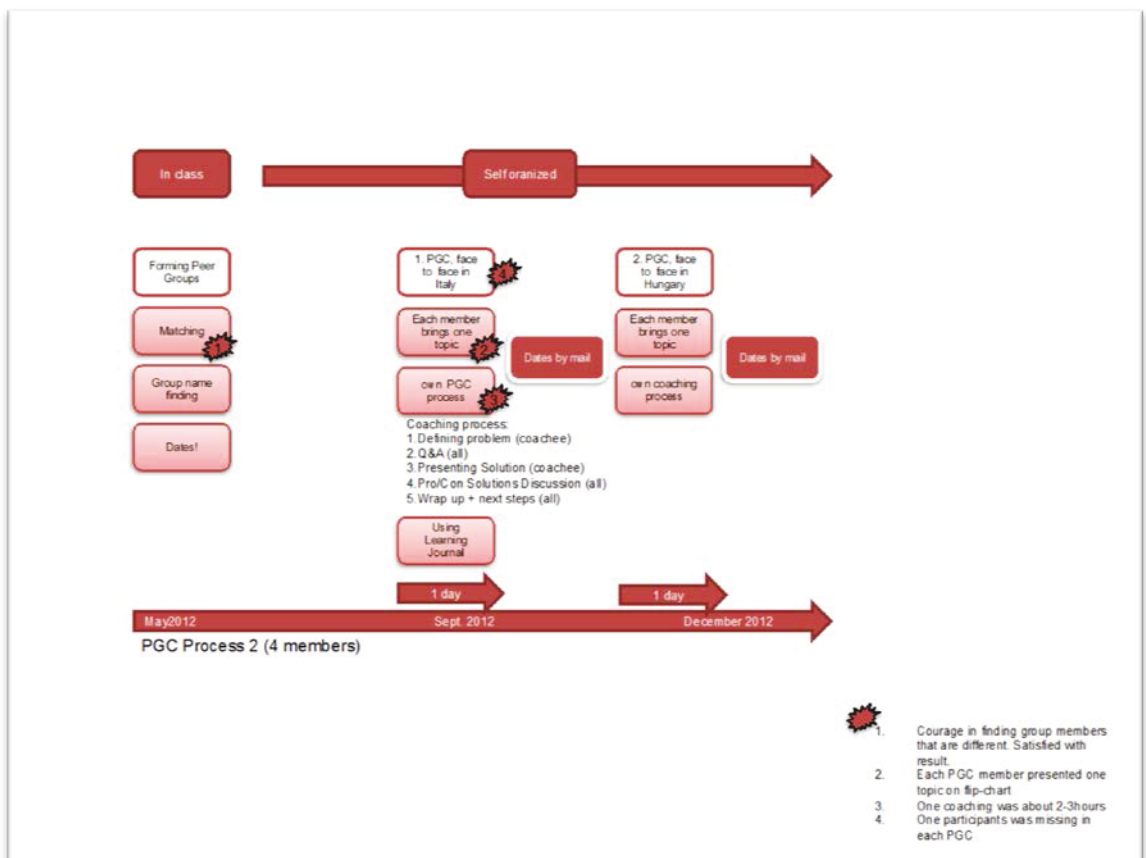 In class
Self oranized
Forming Peer
Groups
Matching
1
Group name
finding
Dates!
1. PGC, face
to face in
Italy
4
Each member
brings one
topic
2
own PGC
process
3
Dates by mail
2. PGC, face
to face in
Hungary
Each member
brings one
topic
own coaching
process
Dates by mail
Coaching process:
1. Defining problem (coachee)
2. Q&A (all)
3. Presenting Solution (coachee)
4. Pro/Con Solutions Discussion (all)
5. Wrap up + next steps (all)
Using
Learning
Journal
1 day
1 day
May2012
Sept. 2012
December 2012
PGC Process 2 (4 members)
1. Courage in finding group members
that are different. Satisfied with
result.
2. Each PGC member presented one
topic on flip-chart
3. One coaching was about 2-3hours
4. One participants was missing in
each PGC